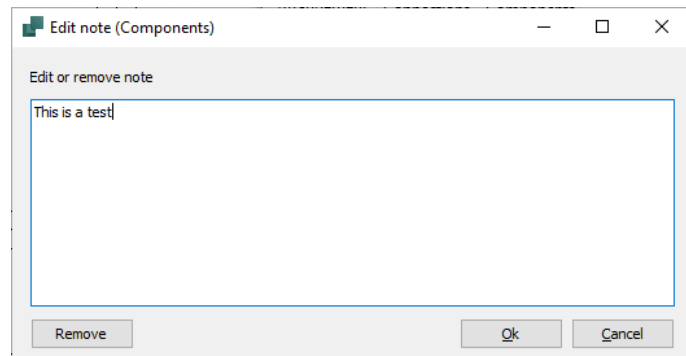 Edit note (Components)
Edit or remove note
This is a test
Remove
Ok
Cancel